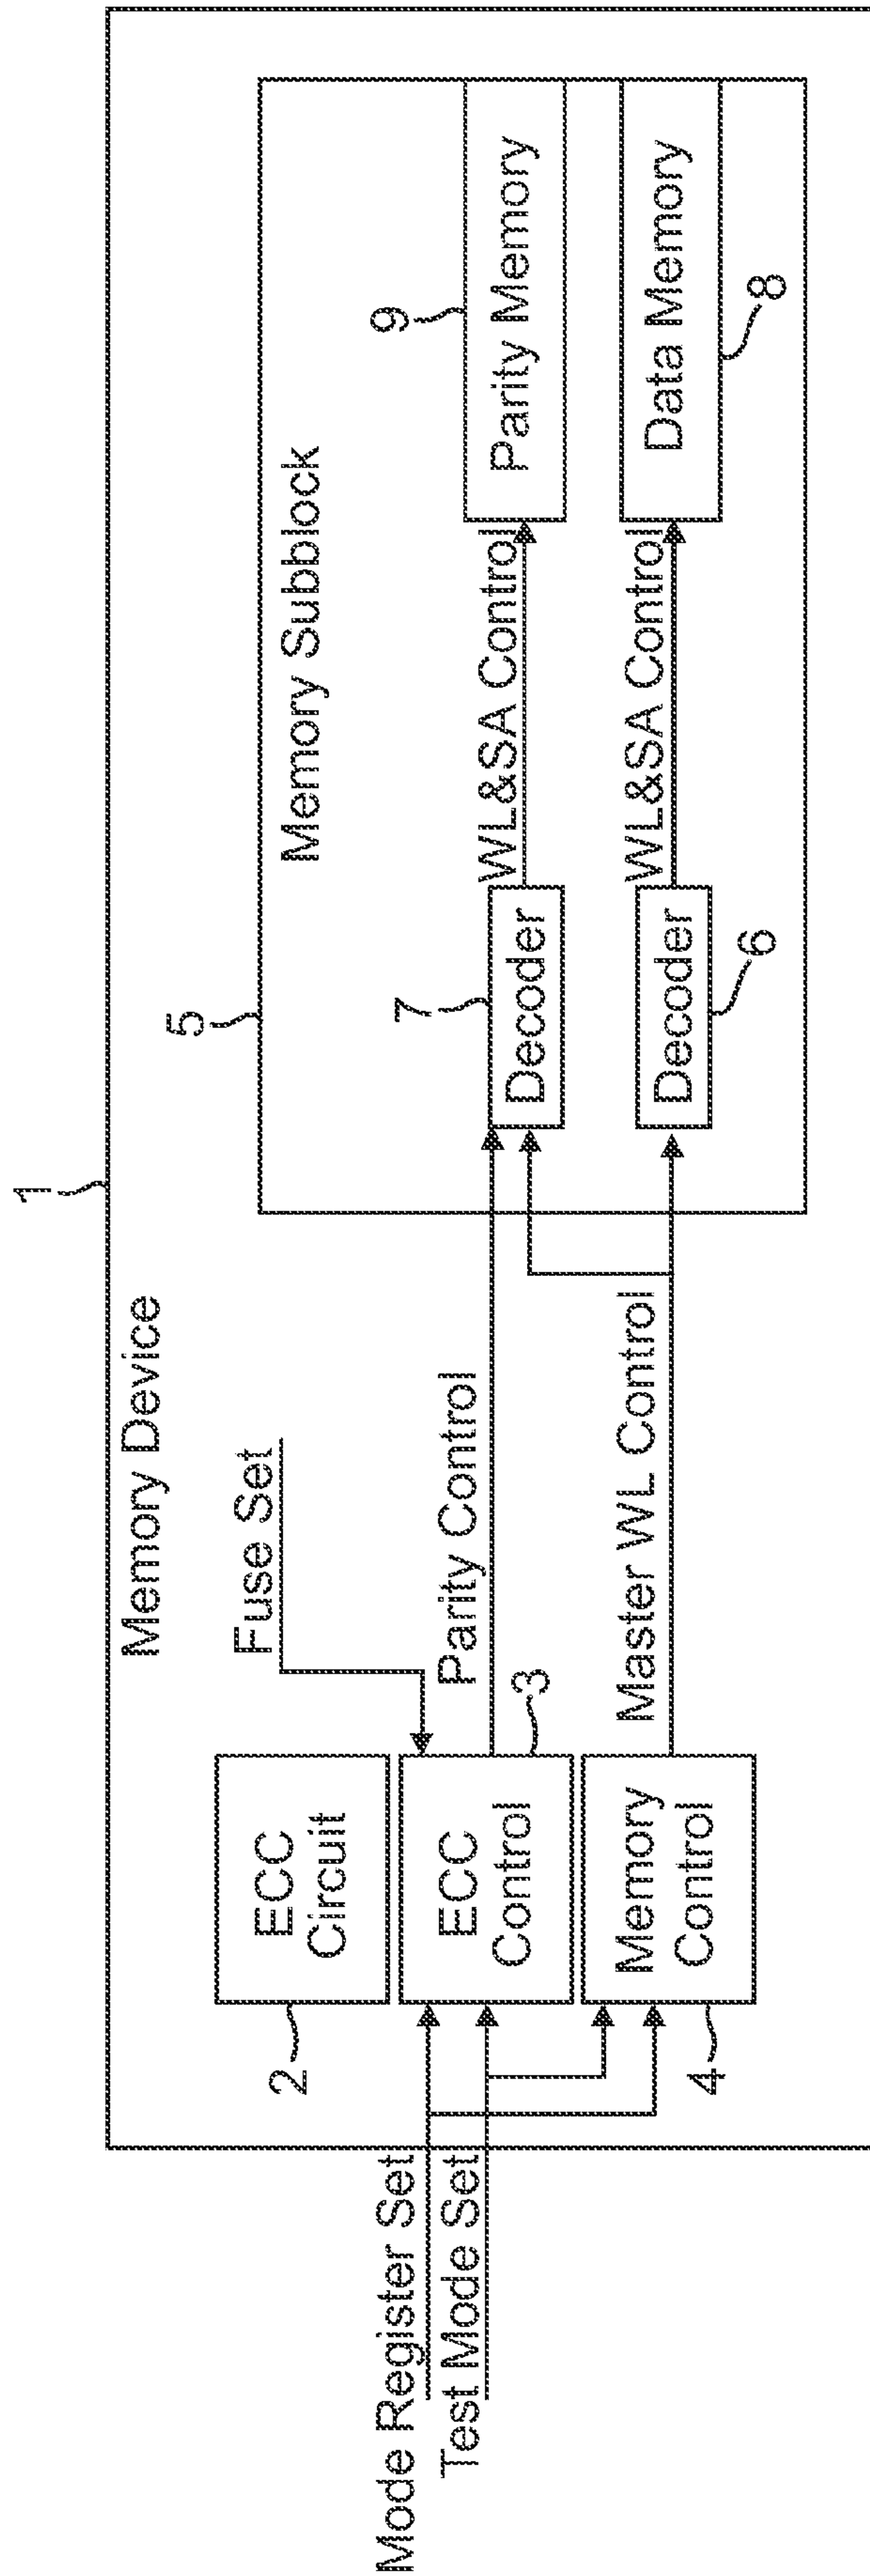 1
Memory Device
5
Memory Subblock
Fuse Set
2
ECC
Circuit
Mode Register Set
Test Mode Set
ECC
Control
3
Parity Control
7
Decoder
WL&SA Control
9
Parity Memory
Memory
Control
4
Master WL Control
Decoder
6
WL&SA Control
Data Memory
8